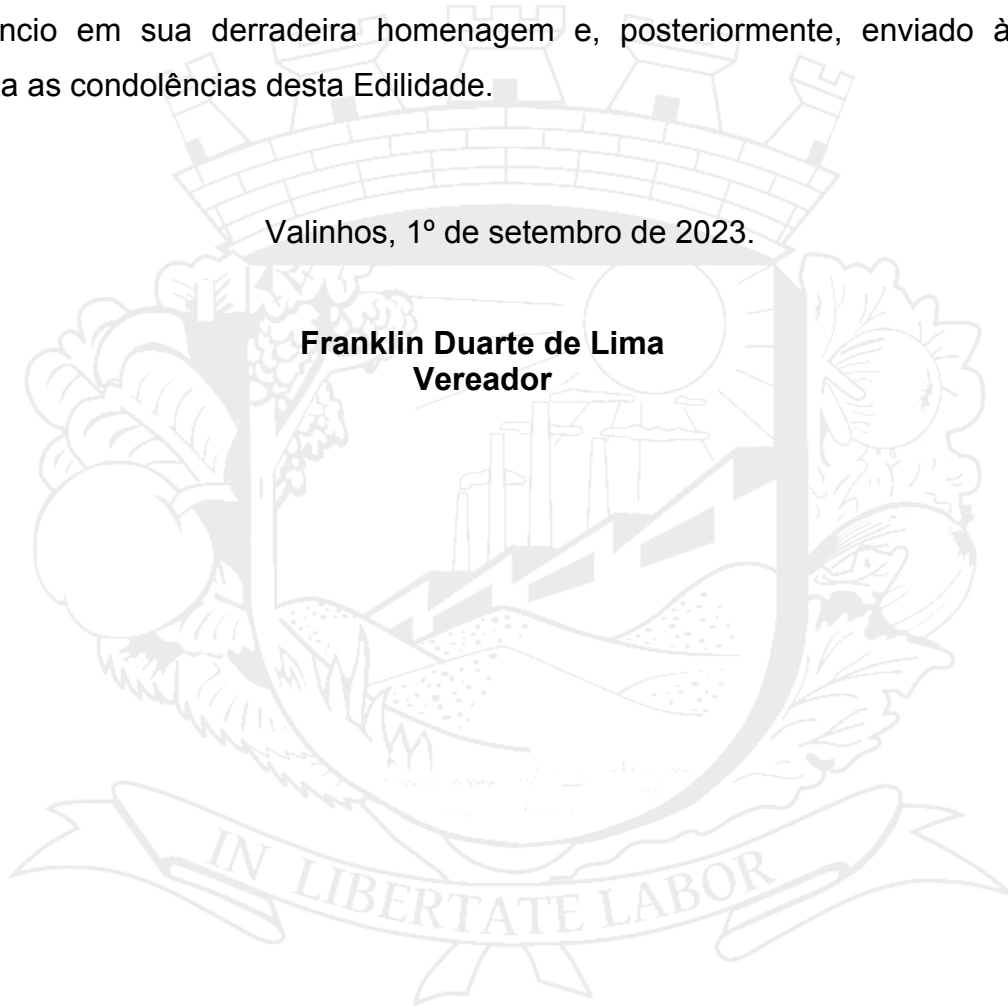 ncio em sua derradeira homenagem e, posteriormente, enviado à
a as condolências desta Edilidade.
Valinhos, 1º de setembro de 2023.
Franklin Duarte de Lima
Vereador
IN LIBERTATE LABOR